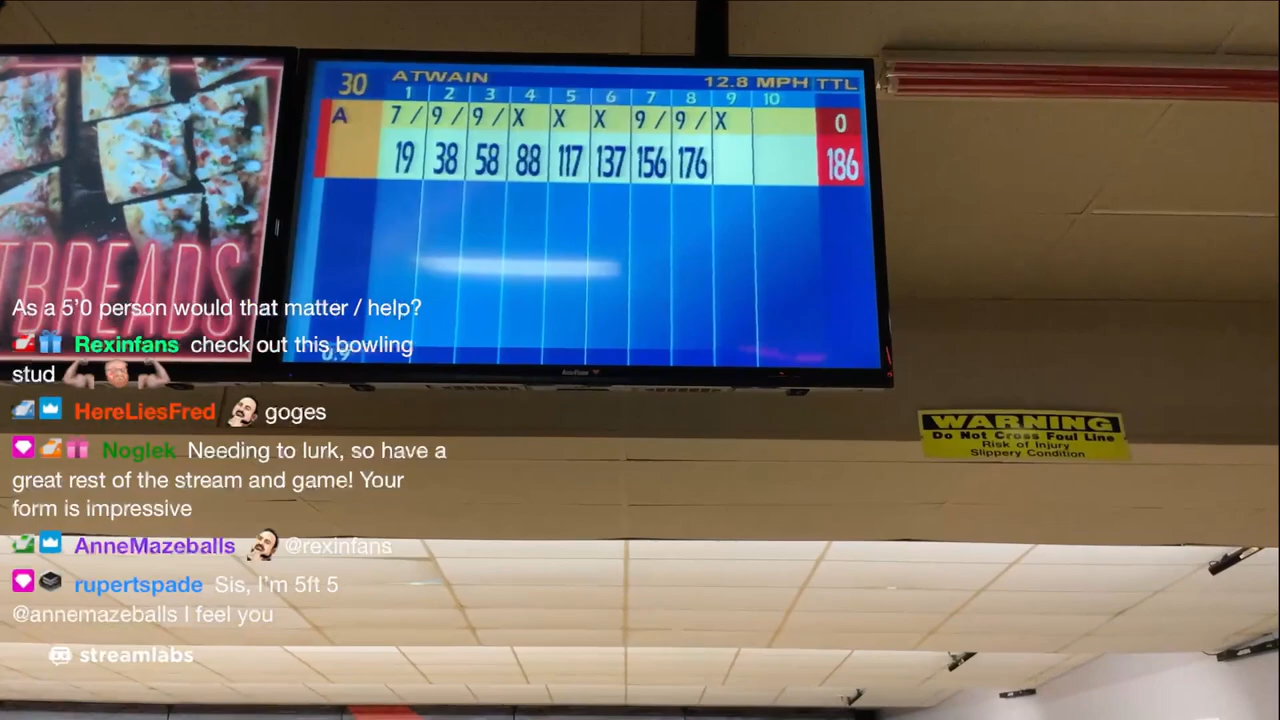 30 ATWAIN 12.8 MPH TTL
1 2 3 4 5 6 7 8 9 10
A 7 / 9 / 9 / X X X 9 / 9 / X 0
19 38 58 88 117 137 156 176 186
TBREADS
As a 5'0 person would that matter / help?
Rexinfans check out this bowling
stud
HereLiesFred goges
Noglek Needing to lurk, so have a
great rest of the stream and game! Your
form is impressive
AnneMazeballs @rexinfans
rupertspade Sis, I'm 5ft 5
@annemazeballs I feel you
streamlabs
WARNING
Do Not Cross Foul Line
Risk of Injury
Slippery Condition